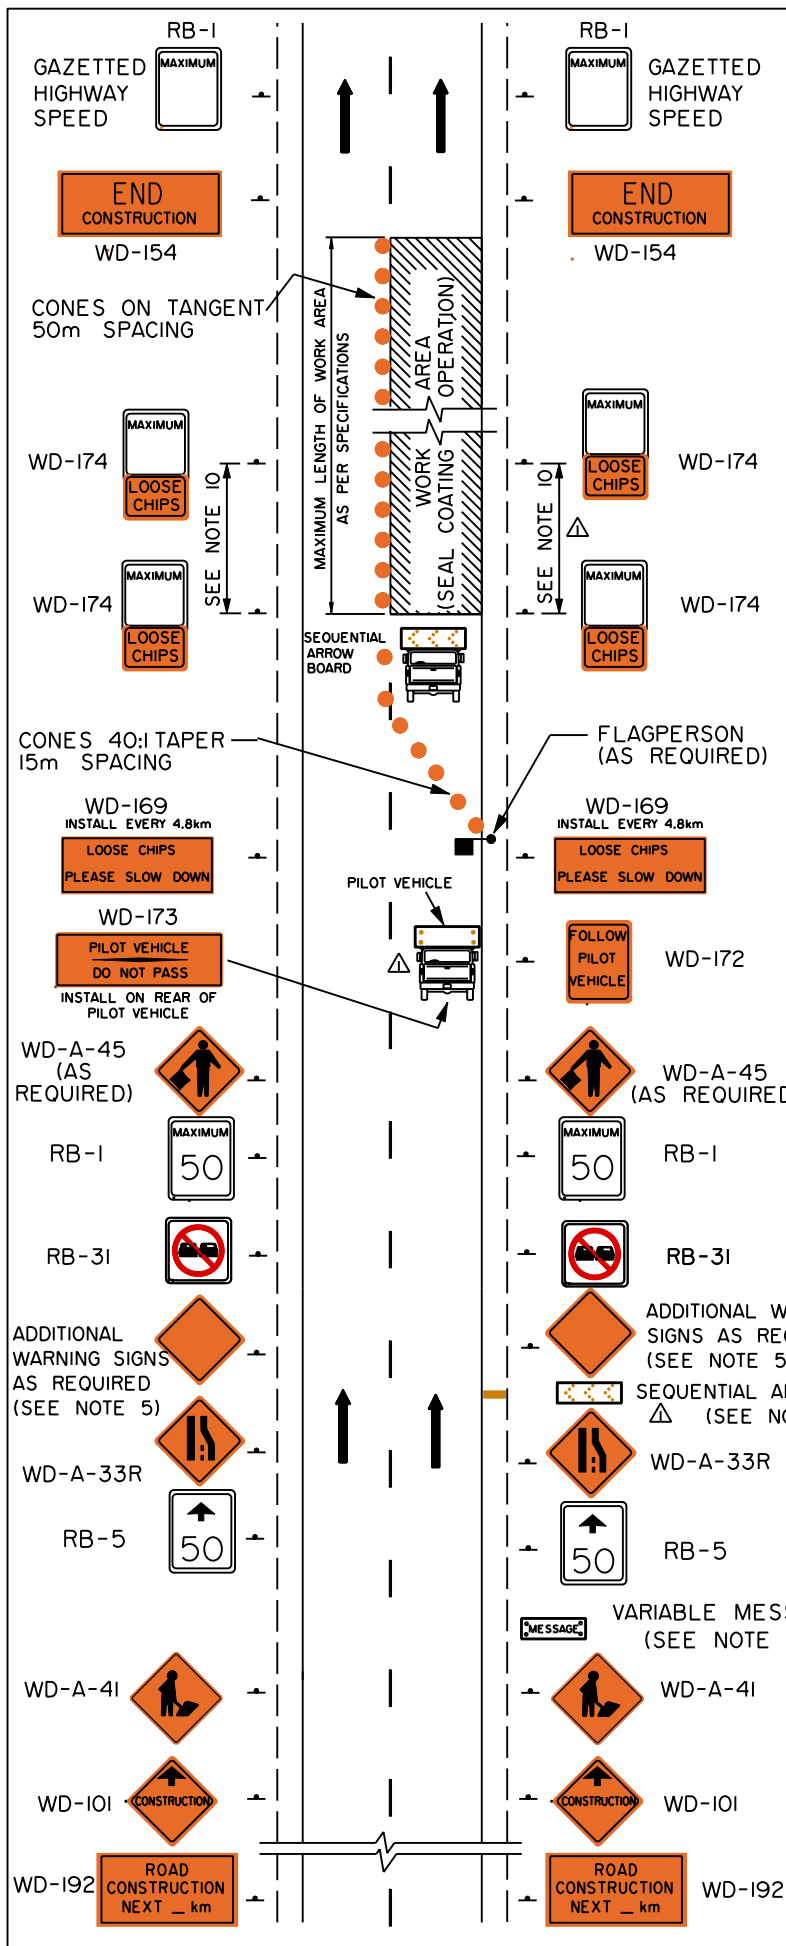 RB-1
RB-1
MAXIMUM
MAXIMUM
GAZETTED
HIGHWAY
SPEED
GAZETTED
HIGHWAY
SPEED
END
CONSTRUCTION
END
CONSTRUCTION
WD-154
WD-154
CONES ON TANGENT
50m SPACING
MAXIMUM LENGTH OF WORK AREA
AS PER SPECIFICATIONS
WORK AREA
(SEAL COATING OPERATION)
MAXIMUM
LOOSE
CHIPS
WD-174
MAXIMUM
LOOSE
CHIPS
WD-174
SEE NOTE 10
SEE NOTE 10
1
MAXIMUM
LOOSE
CHIPS
WD-174
MAXIMUM
LOOSE
CHIPS
WD-174
SEQUENTIAL
ARROW
BOARD
CONES 40:1 TAPER
15m SPACING
FLAGPERSON
(AS REQUIRED)
WD-169
INSTALL EVERY 4.8km
LOOSE CHIPS
PLEASE SLOW DOWN
WD-169
INSTALL EVERY 4.8km
LOOSE CHIPS
PLEASE SLOW DOWN
PILOT VEHICLE
WD-173
PILOT VEHICLE
DO NOT PASS
INSTALL ON REAR OF
PILOT VEHICLE
1
FOLLOW
PILOT
VEHICLE
WD-172
WD-A-45
(AS
REQUIRED)
WD-A-45
(AS REQUIRED
RB-1
MAXIMUM
50
MAXIMUM
50
RB-1
RB-31
RB-31
ADDITIONAL
WARNING SIGNS
AS REQUIRED
(SEE NOTE 5)
ADDITIONAL W
SIGNS AS REQ
(SEE NOTE 5
SEQUENTIAL A
1
(SEE NO
WD-A-33R
WD-A-33R
RB-5
50
50
RB-5
MESSAGE
VARIABLE MESS
(SEE NOTE
WD-A-41
WD-A-41
WD-101
CONSTRUCTION
CONSTRUCTION
WD-101
WD-192
ROAD
CONSTRUCTION
NEXT _ km
ROAD
CONSTRUCTION
NEXT _ km
WD-192